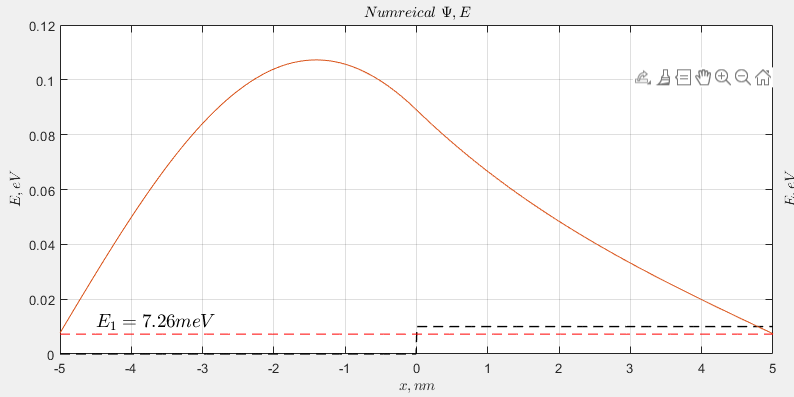 Numreical Ψ, E
0.12
0.1
0.08
0.06
0.04
0.02
0
E, eV
E, eV
E₁ = 7.26meV
-5 -4 -3 -2 -1 0 1 2 3 4 5
x, nm